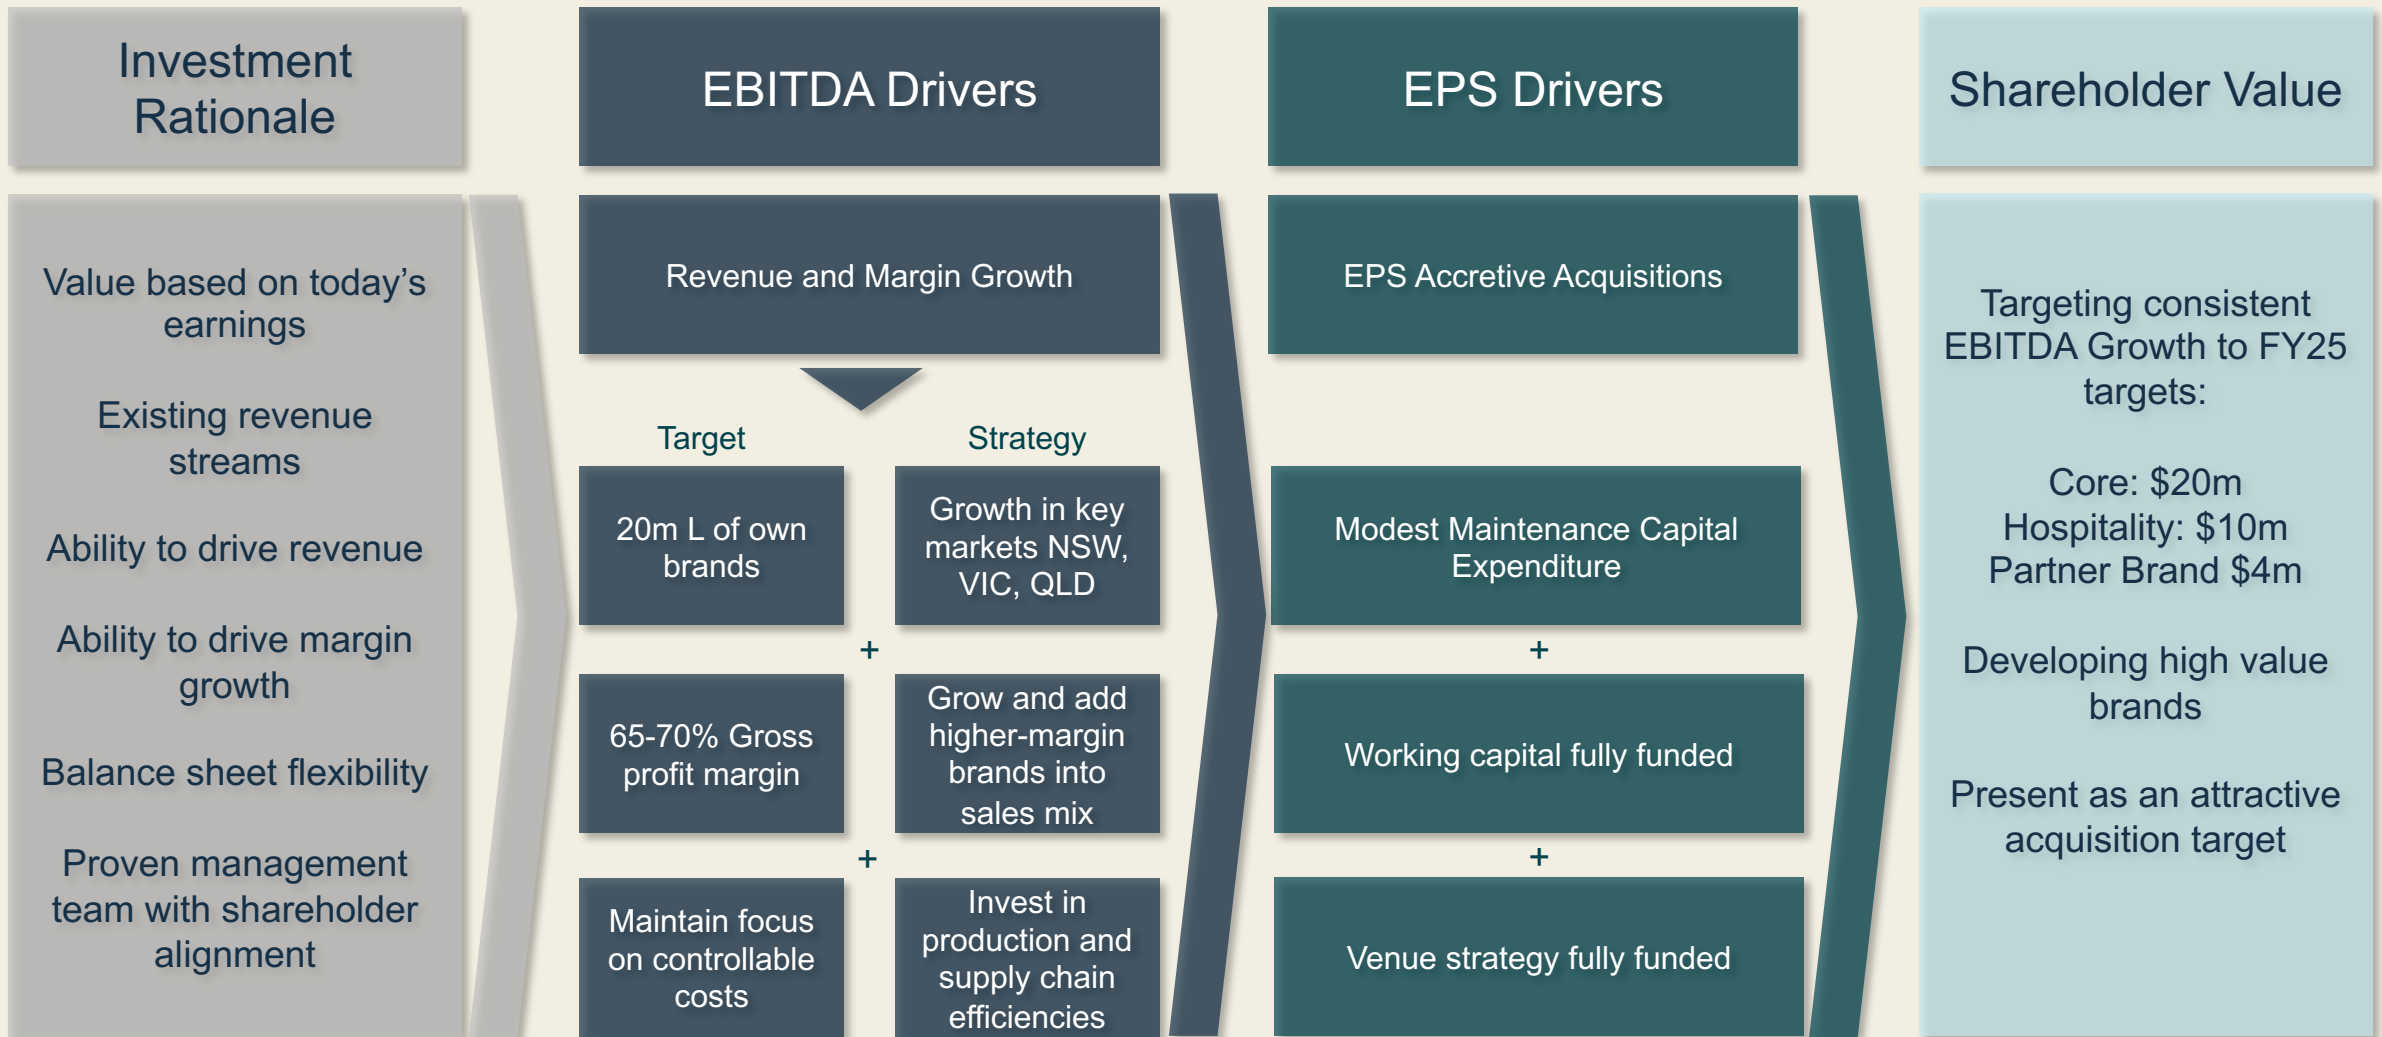 Investment
Rationale
Value based on today’s
earnings
Existing revenue
streams
Ability to drive revenue
Ability to drive margin
growth
Balance sheet flexibility
Proven management
team with shareholder
alignment
EBITDA Drivers
Revenue and Margin Growth
Target
Strategy
20m L of own
brands
Growth in key
markets NSW,
VIC, QLD
+
65-70% Gross
profit margin
Grow and add
higher-margin
brands into
sales mix
+
Maintain focus
on controllable
costs
Invest in
production and
supply chain
efficiencies
EPS Drivers
EPS Accretive Acquisitions
Modest Maintenance Capital
Expenditure
+
Working capital fully funded
+
Venue strategy fully funded
Shareholder Value
Targeting consistent
EBITDA Growth to FY25
targets:
Core: $20m
Hospitality: $10m
Partner Brand $4m
Developing high value
brands
Present as an attractive
acquisition target